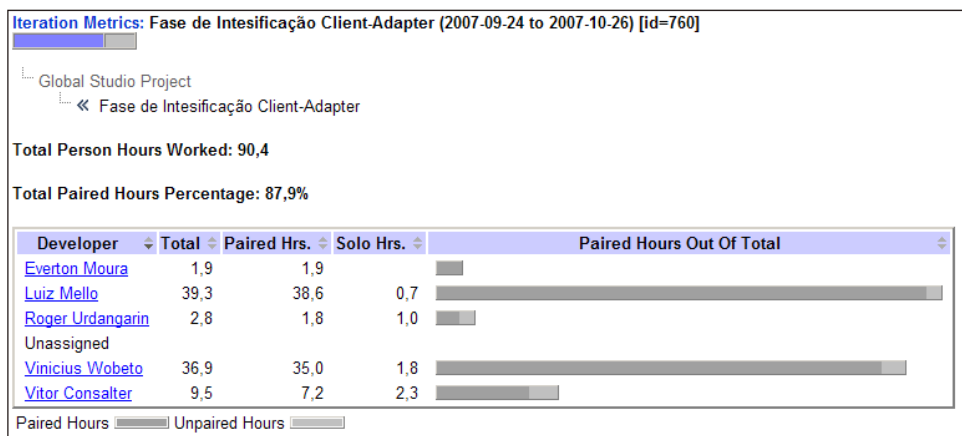 Iteration Metrics: Fase de Intesificação Client-Adapter (2007-09-24 to 2007-10-26) [id=760]
Global Studio Project
« Fase de Intesificação Client-Adapter
Total Person Hours Worked: 90,4
Total Paired Hours Percentage: 87,9%
Developer Total Paired Hrs. Solo Hrs. Paired Hours Out Of Total
Everton Moura 1,9 1,9
Luiz Mello 39,3 38,6 0,7
Roger Urdangarin 2,8 1,8 1,0
Unassigned
Vinicius Wobeto 36,9 35,0 1,8
Vitor Consalter 9,5 7,2 2,3
Paired Hours Unpaired Hours